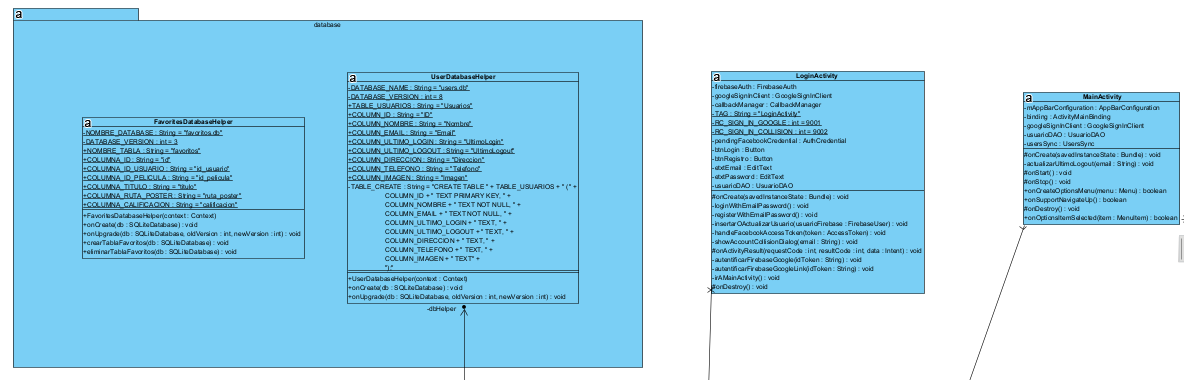 a
database
a
FavoritesDatabaseHelper
-NOMBRE_DATABASE : String = "favoritos.db"
-DATABASE_VERSION : int = 3
+NOMBRE_TABLA : String = "favoritos"
+COLUMNA_ID : String = "id"
+COLUMNA_ID_USUARIO : String = "id_usuario"
+COLUMNA_ID_PELICULA : String = "id_pelicula"
+COLUMNA_TITULO : String = "titulo"
+COLUMNA_RUTA_POSTER : String = "ruta_poster"
+COLUMNA_CALIFICACION : String = "calificacion"
+FavoritesDatabaseHelper(context : Context)
+onCreate(db : SQLiteDatabase) : void
+onUpgrade(db : SQLiteDatabase, oldVersion : int, newVersion : int) : void
+crearTablaFavoritos(db : SQLiteDatabase) : void
+eliminarTablaFavoritos(db : SQLiteDatabase) : void
a
UserDatabaseHelper
-DATABASE_NAME : String = "users.db"
-DATABASE_VERSION : int = 8
+TABLE_USUARIOS : String = "Usuarios"
+COLUMN_ID : String = "ID"
+COLUMN_NOMBRE : String = "Nombre"
+COLUMN_EMAIL : String = "Email"
+COLUMN_ULTIMO_LOGIN : String = "UltimoLogin"
+COLUMN_ULTIMO_LOGOUT : String = "UltimoLogout"
+COLUMN_DIRECCION : String = "Direccion"
+COLUMN_TELEFONO : String = "Telefono"
+COLUMN_IMAGEN : String = "Imagen"
-TABLE_CREATE : String = "CREATE TABLE " + TABLE_USUARIOS + " (" +
COLUMN_ID + " TEXT PRIMARY KEY, " +
COLUMN_NOMBRE + " TEXT NOT NULL, " +
COLUMN_EMAIL + " TEXT NOT NULL, " +
COLUMN_ULTIMO_LOGIN + " TEXT, " +
COLUMN_ULTIMO_LOGOUT + " TEXT, " +
COLUMN_DIRECCION + " TEXT, " +
COLUMN_TELEFONO + " TEXT, " +
COLUMN_IMAGEN + " TEXT" +
");"
+UserDatabaseHelper(context : Context)
+onCreate(db : SQLiteDatabase) : void
+onUpgrade(db : SQLiteDatabase, oldVersion : int, newVersion : int) : void
-dbHelper
a
LoginActivity
-firebaseAuth : FirebaseAuth
-googleSignInClient : GoogleSignInClient
-callbackManager : CallbackManager
-TAG : String = "LoginActivity"
-RC_SIGN_IN_GOOGLE : int = 9001
-RC_SIGN_IN_COLLISION : int = 9002
-pendingFacebookCredential : AuthCredential
-btnLogin : Button
-btnRegistro : Button
-etxtEmail : EditText
-etxtPassword : EditText
-usuarioDAO : UsuarioDAO
#onCreate(savedInstanceState : Bundle) : void
-loginWithEmailPassword() : void
-registerWithEmailPassword() : void
-insertarOActualizarUsuario(usuarioFirebase : FirebaseUser) : void
-handleFacebookAccessToken(token : AccessToken) : void
-showAccountCollisionDialog(email : String) : void
#onActivityResult(requestCode : int, resultCode : int, data : Intent) : void
-autentificarFirebaseGoogle(idToken : String) : void
-autentificarFirebaseGoogleLink(idToken : String) : void
-irAMainActivity() : void
#onDestroy() : void
a
MainActivity
-mAppBarConfiguration : AppBarConfiguration
-binding : ActivityMainBinding
-googleSignInClient : GoogleSignInClient
-usuarioDAO : UsuarioDAO
-usersSync : UsersSync
#onCreate(savedInstanceState : Bundle) : void
-actualizarUltimoLogout(email : String) : void
#onStart() : void
#onStop() : void
+onCreateOptionsMenu(menu : Menu) : boolean
+onSupportNavigateUp() : boolean
#onDestroy() : void
+onOptionsItemSelected(item : MenuItem) : boolean